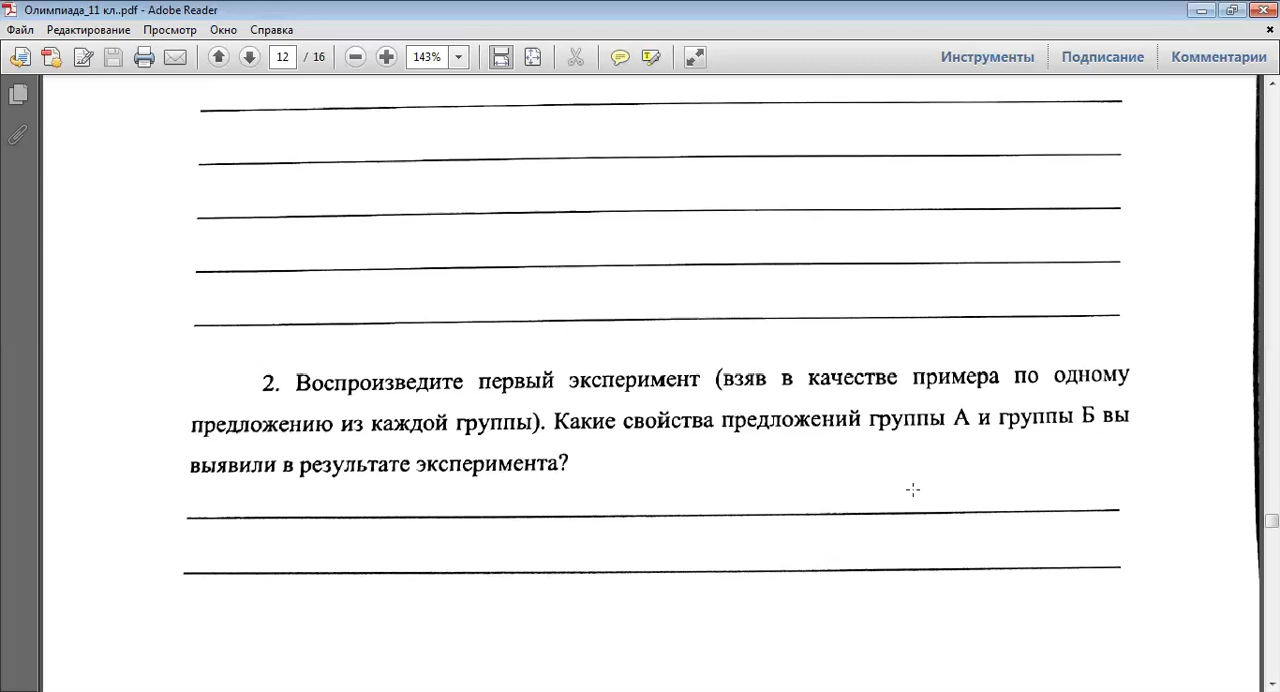 Олимпиада_11 кл..pdf - Adobe Reader
Файл Редактирование Просмотр Окно Справка
12 / 16 143% Инструменты Подписание Комментарии
2. Воспроизведите первый эксперимент (взяв в качестве примера по одному
предложению из каждой группы). Какие свойства предложений группы А и группы Б вы
выявили в результате эксперимента?